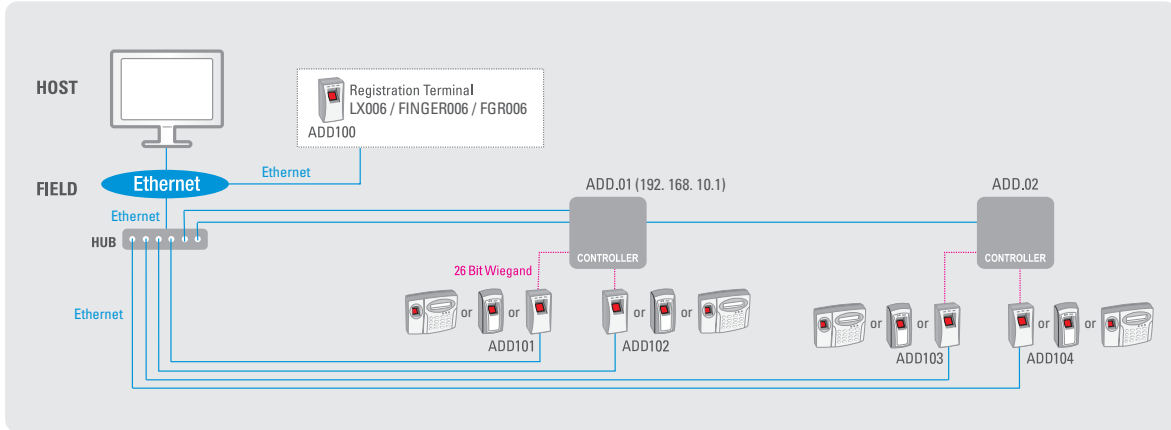 HOST
Registration Terminal
LX006 / FINGER006 / FGR006
ADD100
FIELD
Ethernet
Ethernet
Ethernet
HUB
ADD.01 (192. 168. 10.1)
ADD.02
CONTROLLER
CONTROLLER
26 Bit Wiegand
Ethernet
or or
or or
or or
or or
ADD101
ADD102
ADD103
ADD104